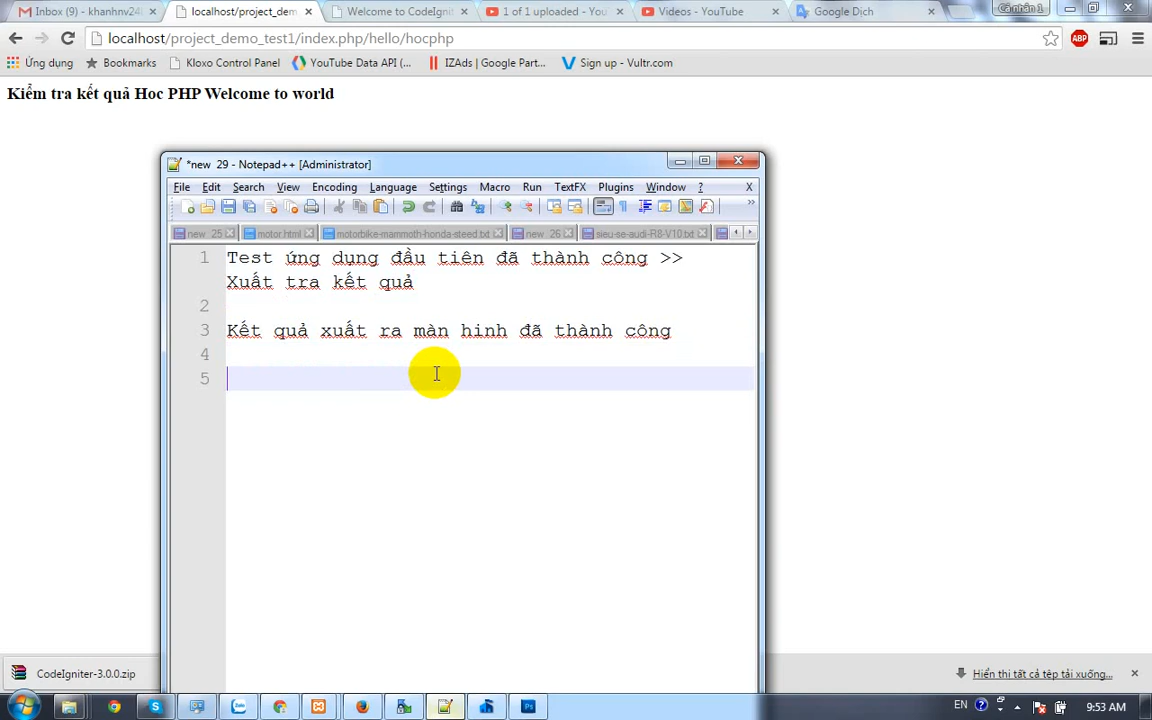 Inbox (9) - khanhnv24
localhost/project_dem
Welcome to CodeIgnit
1 of 1 uploaded - You
Videos - YouTube
Google Dịch
Cá nhân 1
localhost/project_demo_test1/index.php/hello/hocphp
ABP
Ứng dụng
Bookmarks
Kloxo Control Panel
YouTube Data API (...
IZAds | Google Part...
Sign up - Vultr.com
Kiểm tra kết quả Hoc PHP Welcome to world
*new 29 - Notepad++ [Administrator]
File Edit Search View Encoding Language Settings Macro Run TextFX Plugins Window ? X
new 25
motor.html
motorbike-mammoth-honda-steed.txt
new 26
sieu-se-audi-R8-V10.txt
1 Test ứng dụng đầu tiên đã thành công >>
Xuất tra kết quả
2
3 Kết quả xuất ra màn hinh đã thành công
4
5
CodeIgniter-3.0.0.zip
Hiển thị tất cả tệp tải xuống...
EN
9:53 AM